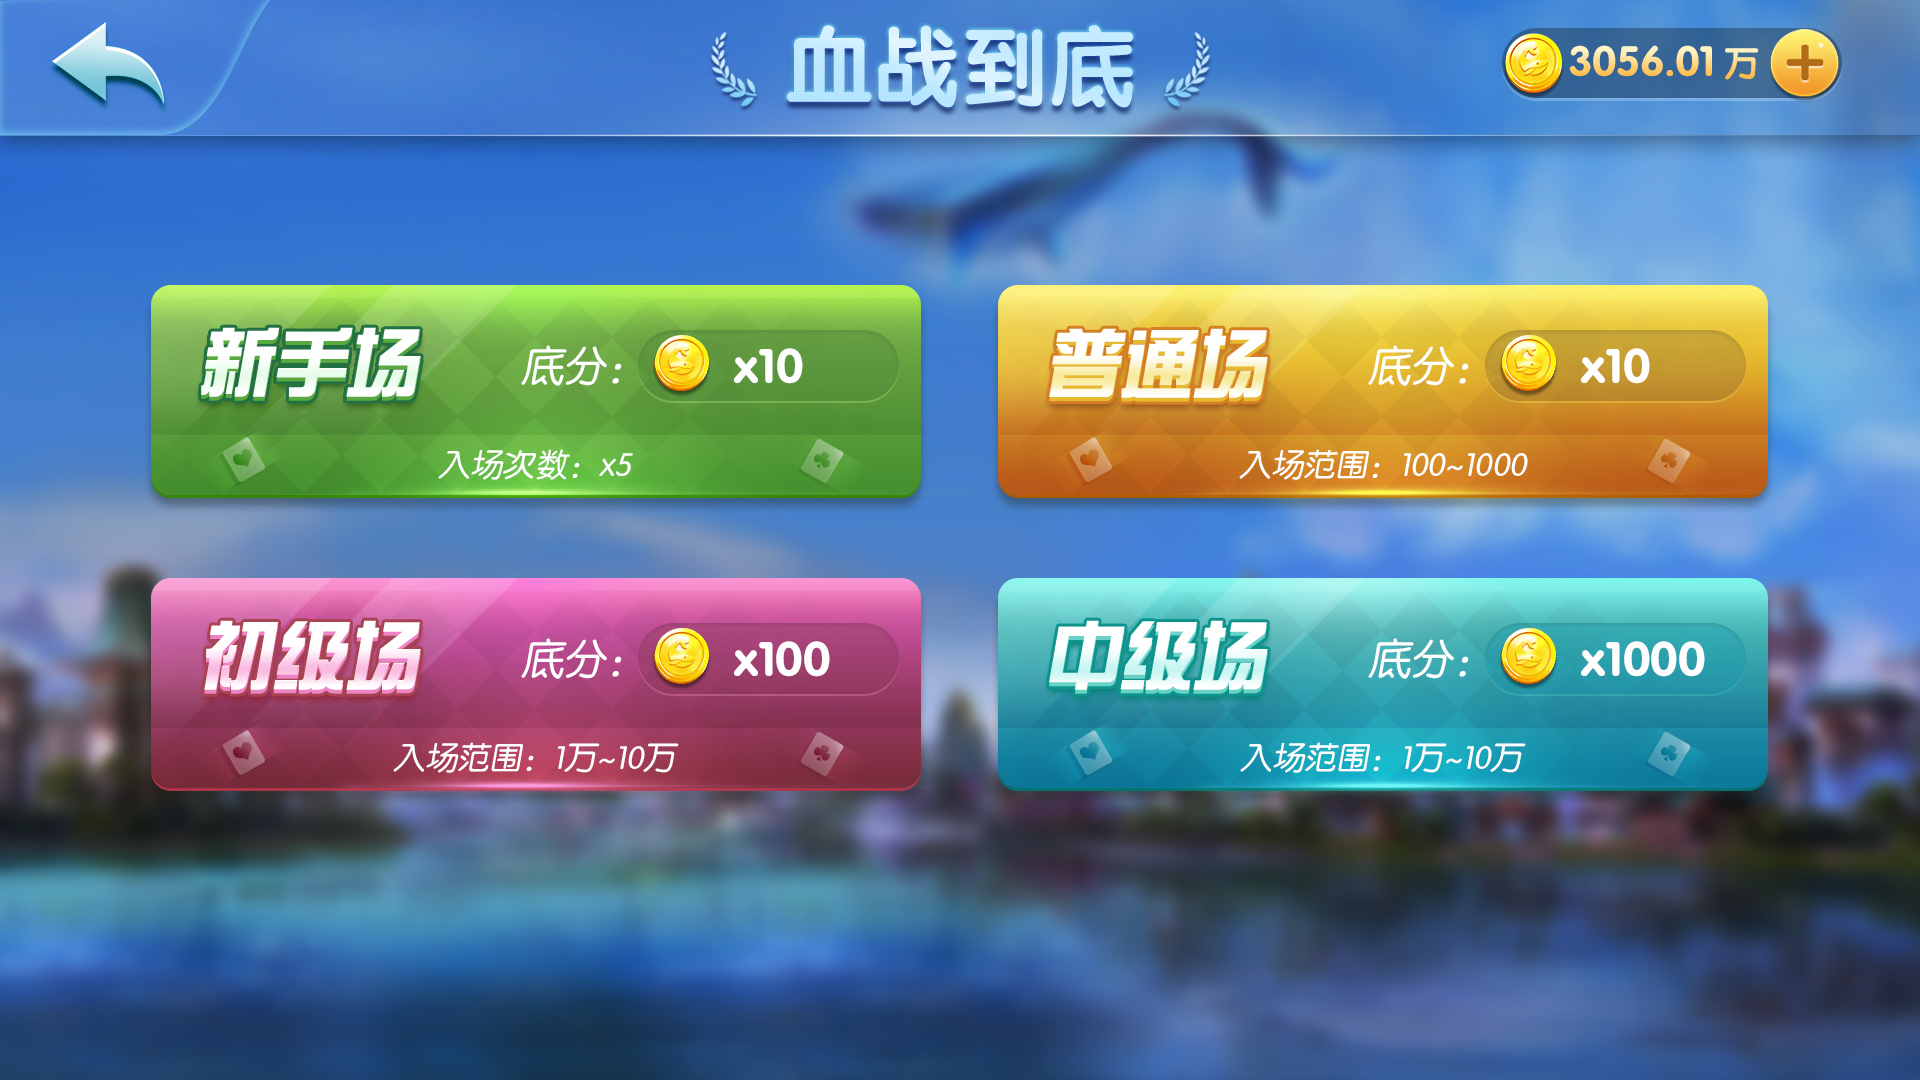 血战到底
3056.01万
新手场
底分：x10
入场次数：x5
普通场
底分：x10
入场范围：100~1000
初级场
底分：x100
入场范围：1万~10万
中级场
底分：x1000
入场范围：1万~10万